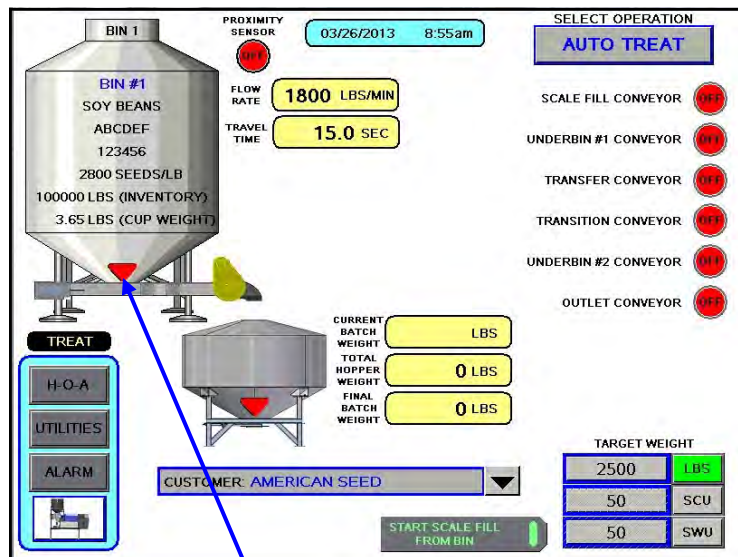 BIN 1
PROXIMITY
SENSOR
OFF
03/26/2013 8:55am
SELECT OPERATION
AUTO TREAT
BIN #1
SOY BEANS
ABCDEF
123456
2800 SEEDS/LB
100000 LBS (INVENTORY)
3.65 LBS (CUP WEIGHT)
FLOW
RATE
1800 LBS/MIN
TRAVEL
TIME
15.0 SEC
SCALE FILL CONVEYOR OFF
UNDERBIN #1 CONVEYOR OFF
TRANSFER CONVEYOR OFF
TRANSITION CONVEYOR OFF
UNDERBIN #2 CONVEYOR OFF
OUTLET CONVEYOR OFF
TREAT
H-O-A
UTILITIES
ALARM
CURRENT
BATCH
WEIGHT
LBS
TOTAL
HOPPER
WEIGHT
0 LBS
FINAL
BATCH
WEIGHT
0 LBS
CUSTOMER: AMERICAN SEED
START SCALE FILL
FROM BIN
TARGET WEIGHT
2500 LBS
50 SCU
50 SWU